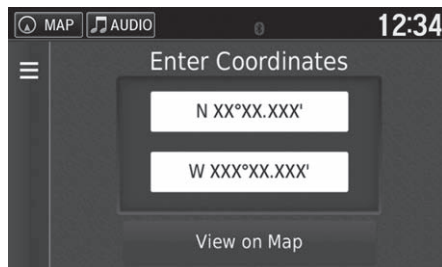 MAP AUDIO 12:34
Enter Coordinates
N XX°XX.XXX'
W XXX°XX.XXX'
View on Map